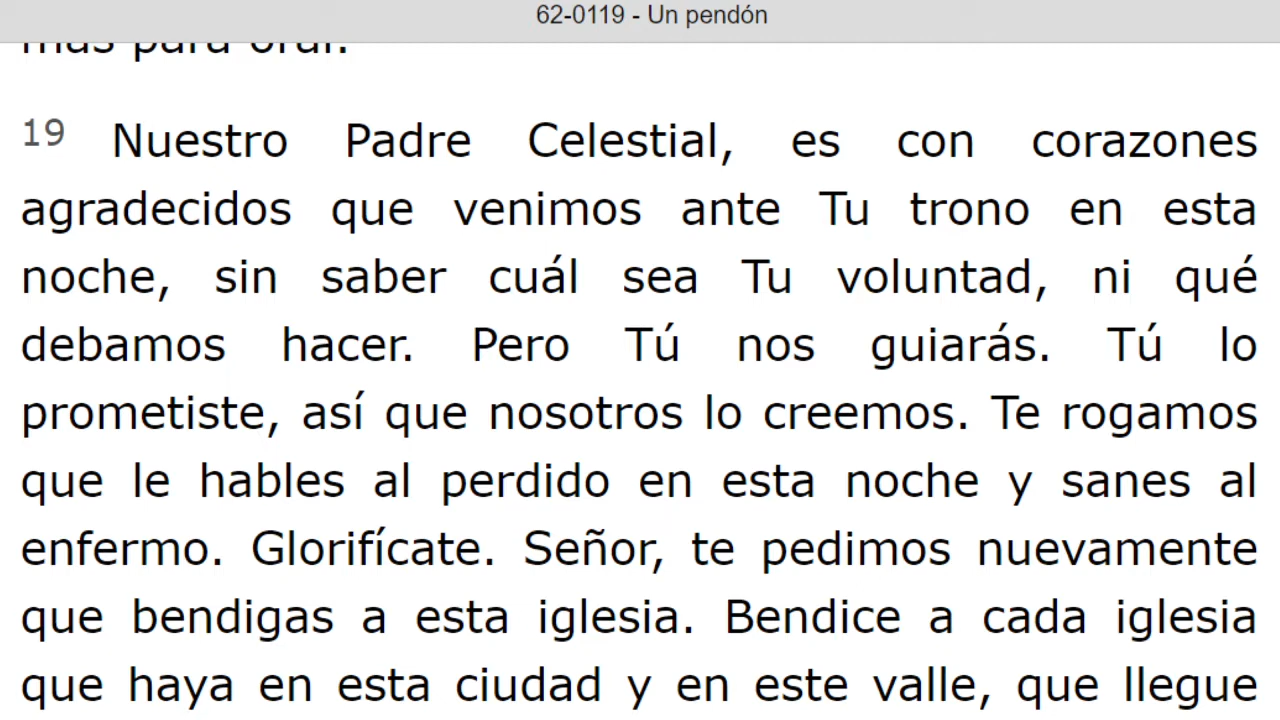 62-0119 - Un pendón
más para orar.
19 Nuestro Padre Celestial, es con corazones
agradecidos que venimos ante Tu trono en esta
noche, sin saber cuál sea Tu voluntad, ni qué
debamos hacer. Pero Tú nos guiarás. Tú lo
prometiste, así que nosotros lo creemos. Te rogamos
que le hables al perdido en esta noche y sanes al
enfermo. Glorifícate. Señor, te pedimos nuevamente
que bendigas a esta iglesia. Bendice a cada iglesia
que haya en esta ciudad y en este valle, que llegue